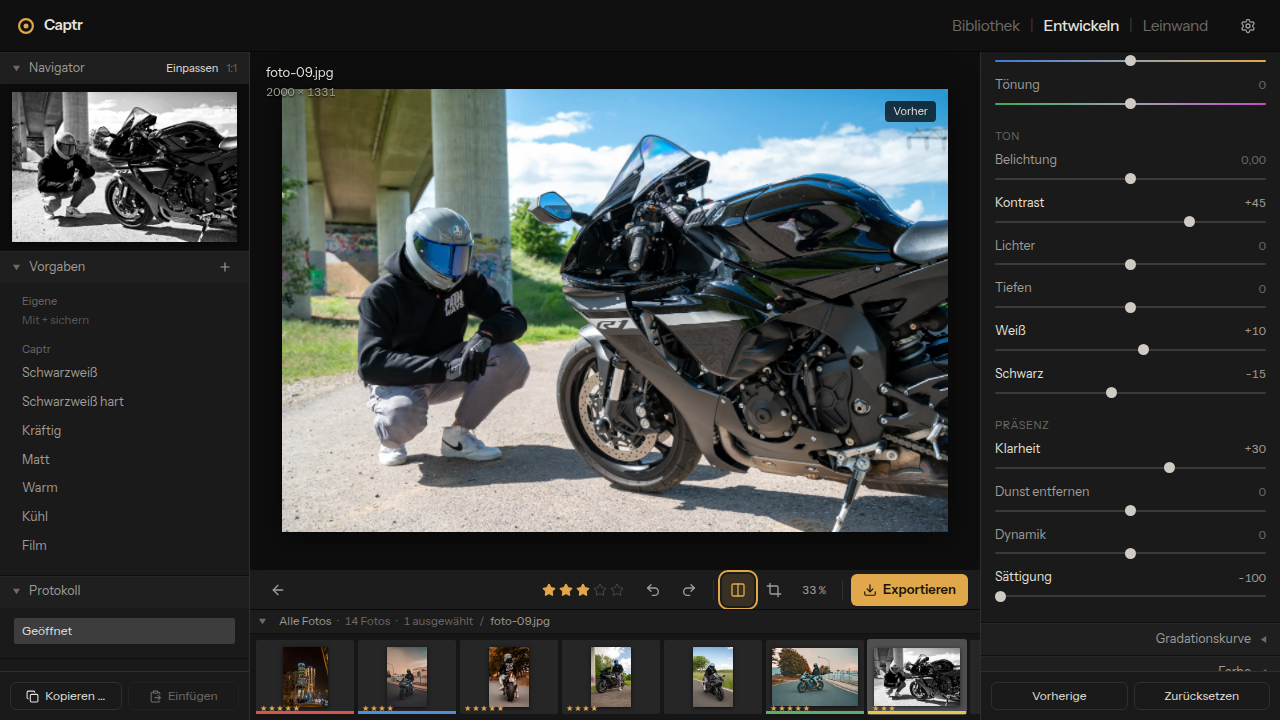 Captr
Bibliothek
Entwickeln
Leinwand
Navigator
Einpassen 1:1
Vorgaben
Eigene
Mit + sichern
Captr
Schwarzweiß
Schwarzweiß hart
Kräftig
Matt
Warm
Kühl
Film
Protokoll
Geöffnet
Kopieren ...
Einfügen
foto-09.jpg
2000 × 1331
Vorher
R1
33 %
Exportieren
Alle Fotos · 14 Fotos · 1 ausgewählt / foto-09.jpg
Tönung 0
TON
Belichtung 0,00
Kontrast +45
Lichter 0
Tiefen 0
Weiß +10
Schwarz -15
PRÄSENZ
Klarheit +30
Dunst entfernen 0
Dynamik 0
Sättigung -100
Gradationskurve
Farbe
Vorherige
Zurücksetzen